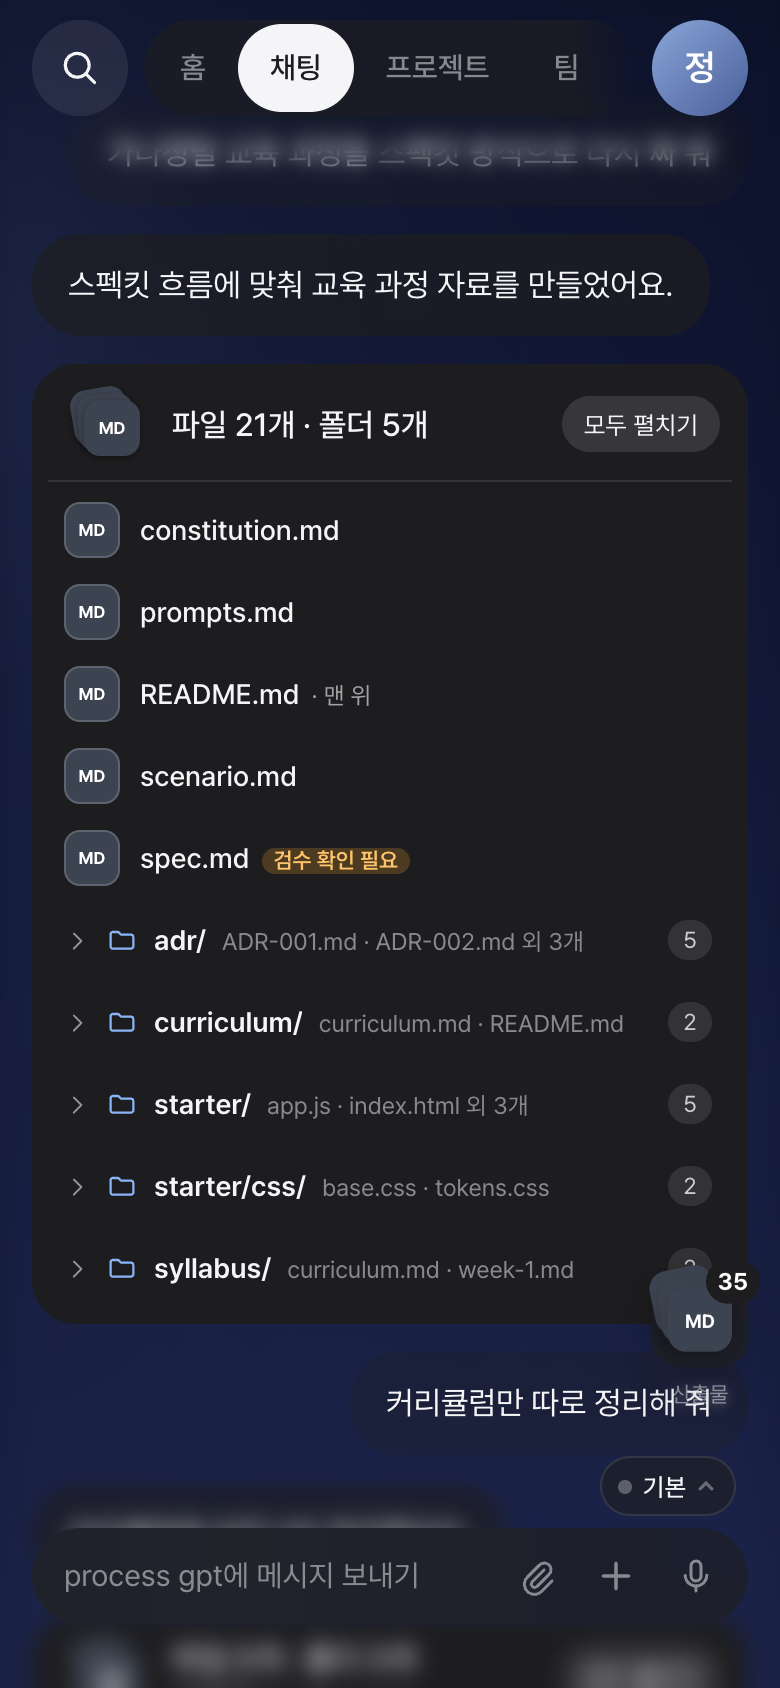 홈
채팅
프로젝트
팀
정
스펙킷 흐름에 맞춰 교육 과정 자료를 만들었어요.
MD
파일 21개 · 폴더 5개
모두 펼치기
MD constitution.md
MD prompts.md
MD README.md · 맨 위
MD scenario.md
MD spec.md 검수 확인 필요
adr/ ADR-001.md · ADR-002.md 외 3개 5
curriculum/ curriculum.md · README.md 2
starter/ app.js · index.html 외 3개 5
starter/css/ base.css · tokens.css 2
syllabus/ curriculum.md · week-1.md
35
MD
산출물
커리큘럼만 따로 정리해 줘
기본
process gpt에 메시지 보내기